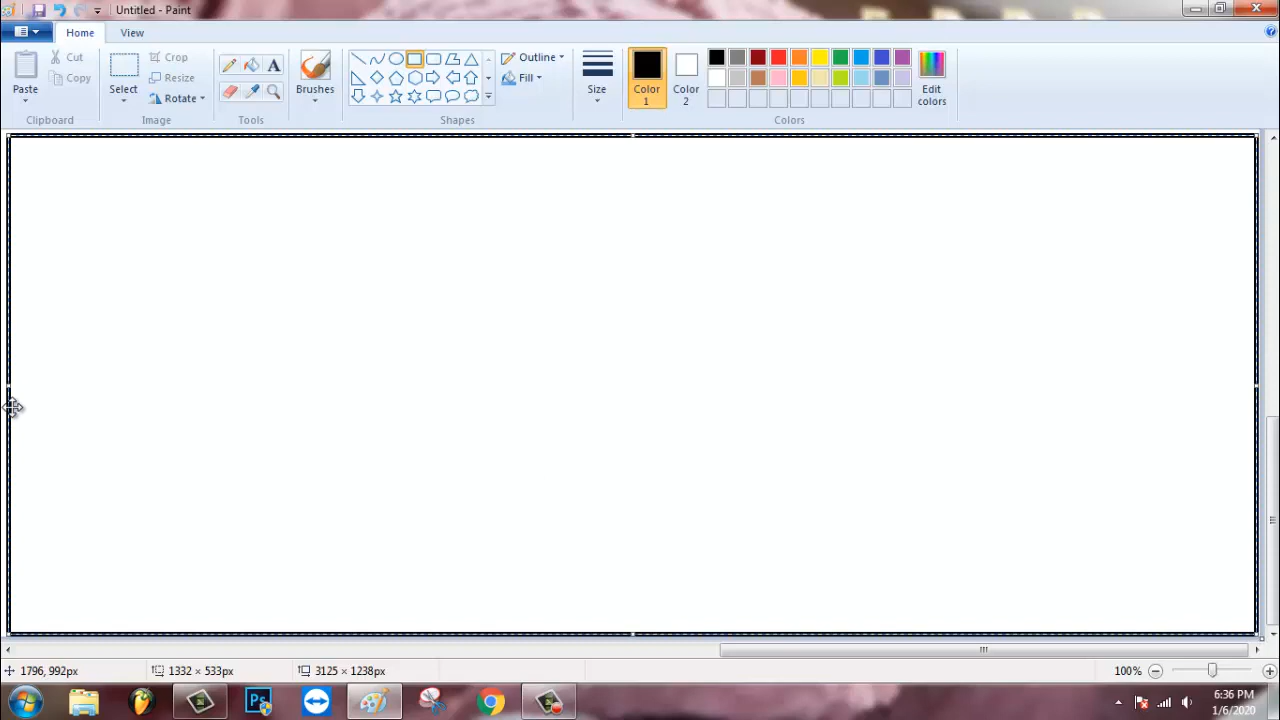 Untitled - Paint
Home
View
Paste
Cut
Copy
Clipboard
Select
Crop
Resize
Rotate
Image
A
Tools
Brushes
Outline
Fill
Shapes
Size
Color 1
Color 2
Edit colors
Colors
1796, 992px
1332 × 533px
3125 × 1238px
100%
Ps
6:36 PM
1/6/2020